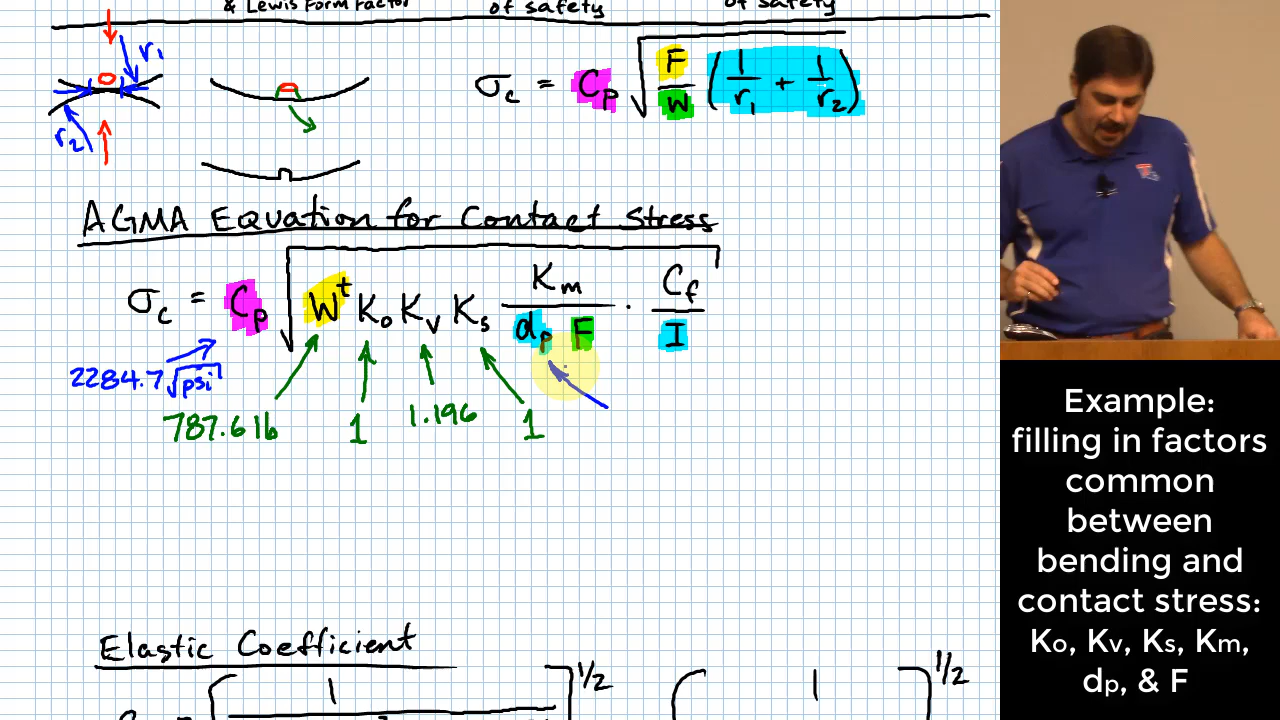 & Lewis Form Factor of safety of safety
r₁
r₂
σc = Cp √ F/W (1/r₁ + 1/r₂)
AGMA Equation for Contact Stress
σc = Cp √ Wᵗ Ko Kv Ks Km/(dp F) · Cf/I
2284.7 √psi
787.6 lb 1 1.196 1
Elastic Coefficient
[ 1 ]^1/2 [ 1 ]^1/2
Example:
filling in factors
common
between
bending and
contact stress:
Ko, Kv, Ks, Km,
dp, & F